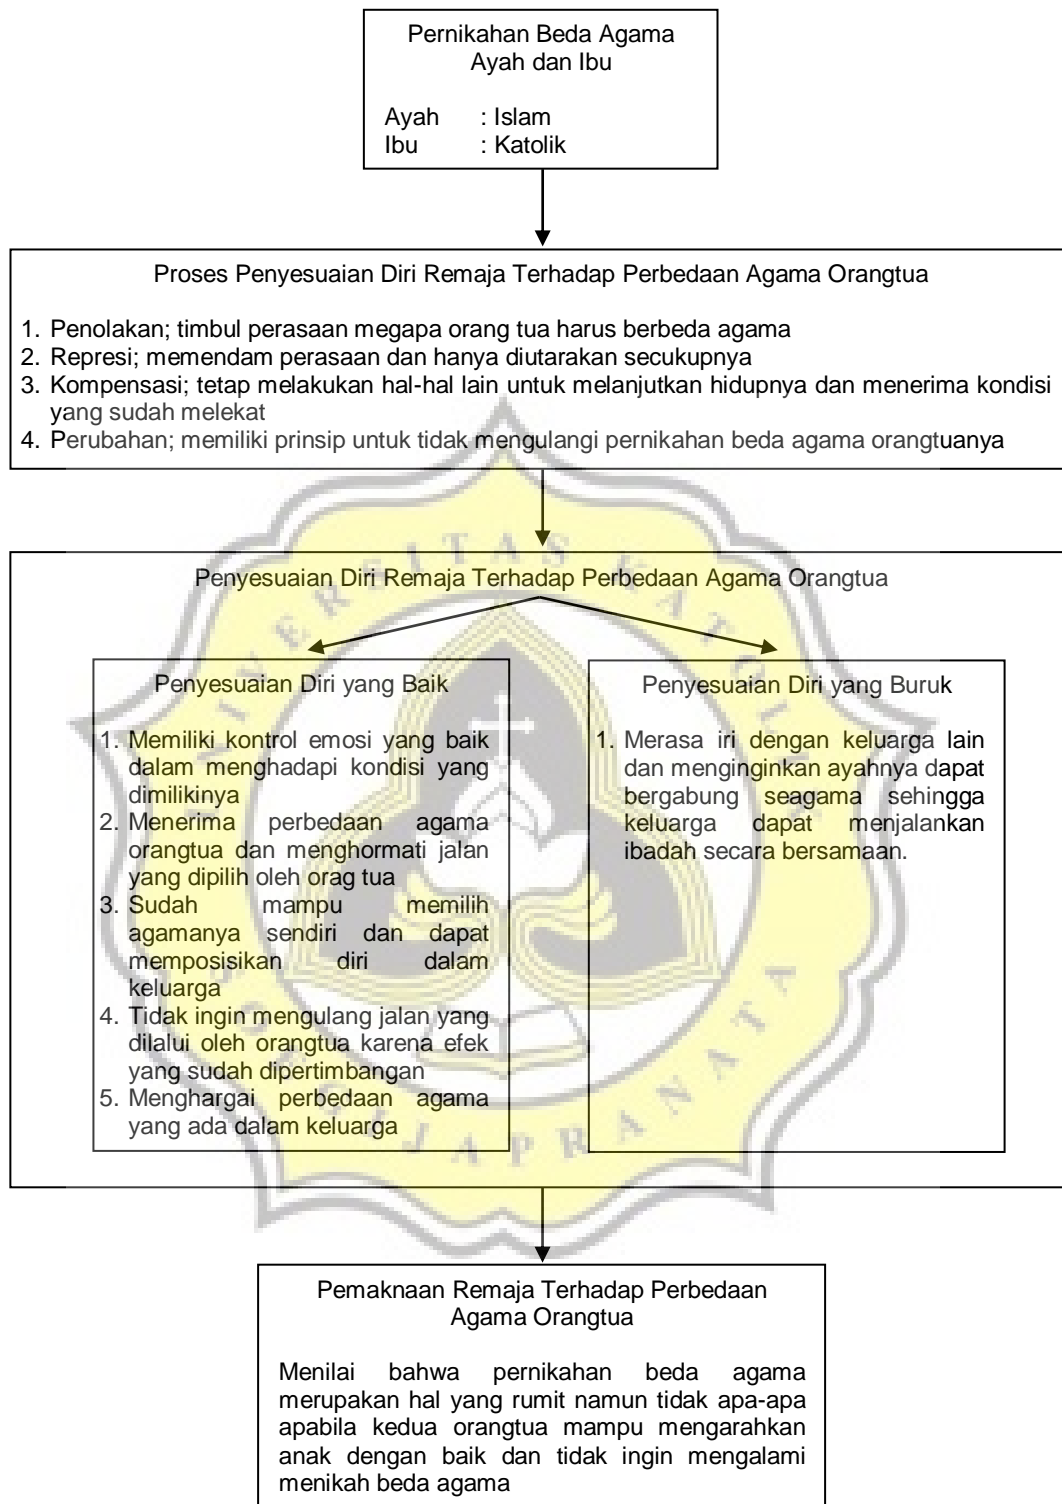 Pernikahan Beda Agama
Ayah dan Ibu
Ayah : Islam
Ibu : Katolik
Proses Penyesuaian Diri Remaja Terhadap Perbedaan Agama Orangtua
1. Penolakan; timbul perasaan megapa orang tua harus berbeda agama
2. Represi; memendam perasaan dan hanya diutarakan secukupnya
3. Kompensasi; tetap melakukan hal-hal lain untuk melanjutkan hidupnya dan menerima kondisi
yang sudah melekat
4. Perubahan; memiliki prinsip untuk tidak mengulangi pernikahan beda agama orangtuanya
Penyesuaian Diri Remaja Terhadap Perbedaan Agama Orangtua
Penyesuaian Diri yang Baik
1. Memiliki kontrol emosi yang baik
dalam menghadapi kondisi yang
dimilikinya
2. Menerima perbedaan agama
orangtua dan menghormati jalan
yang dipilih oleh orag tua
3. Sudah mampu memilih
agamanya sendiri dan dapat
memposisikan diri dalam
keluarga
4. Tidak ingin mengulang jalan yang
dilalui oleh orangtua karena efek
yang sudah dipertimbangan
5. Menghargai perbedaan agama
yang ada dalam keluarga
Penyesuaian Diri yang Buruk
1. Merasa iri dengan keluarga lain
dan menginginkan ayahnya dapat
bergabung seagama sehingga
keluarga dapat menjalankan
ibadah secara bersamaan.
Pemaknaan Remaja Terhadap Perbedaan
Agama Orangtua
Menilai bahwa pernikahan beda agama
merupakan hal yang rumit namun tidak apa-apa
apabila kedua orangtua mampu mengarahkan
anak dengan baik dan tidak ingin mengalami
menikah beda agama
UNIVERSITAS KATOLIK
SOEGIJAPRANATA